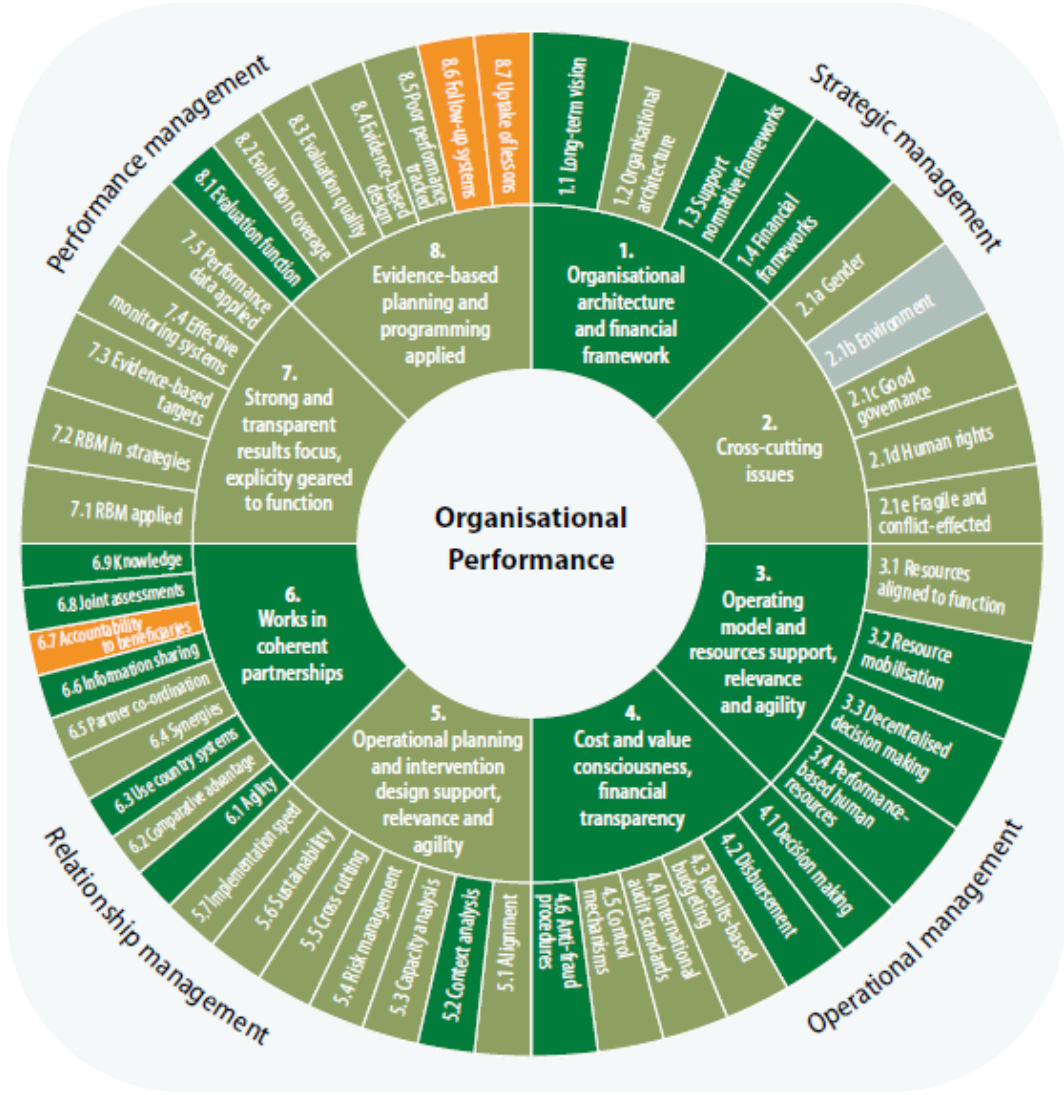 Organisational
Performance
Strategic management
1.
Organisational
architecture
and financial
framework
1.1 Long-term vision
1.2 Organisational
architecture
1.3 Support
normative frameworks
1.4 Financial
frameworks
2.
Cross-cutting
issues
2.1a Gender
2.1b Environment
2.1c Good
governance
2.1d Human rights
2.1e Fragile and
conflict-effected
Operational management
3.
Operating
model and
resources support,
relevance
and agility
3.1 Resources
aligned to function
3.2 Resource
mobilisation
3.3 Decentralised
decision making
3.4 Performance-
based human
resources
4.
Cost and value
consciousness,
financial
transparency
4.1 Decision making
4.2 Disbursement
4.3 Results-based
budgeting
4.4 International
audit standards
4.5 Control
mechanisms
4.6 Anti-fraud
procedures
Relationship management
5.
Operational planning
and intervention
design support,
relevance and
agility
5.1 Alignment
5.2 Context analysis
5.3 Capacity analysis
5.4 Risk management
5.5 Cross cutting
5.6 Sustainability
5.7 Implementation speed
6.
Works in
coherent
partnerships
6.1 Agility
6.2 Comparative advantage
6.3 Use country systems
6.4 Synergies
6.5 Partner co-ordination
6.6 Information sharing
6.7 Accountability
to beneficiaries
6.8 Joint assessments
6.9 Knowledge
Performance management
7.
Strong and
transparent
results focus,
explicity geared
to function
7.1 RBM applied
7.2 RBM in strategies
7.3 Evidence-based
targets
7.4 Effective
monitoring systems
7.5 Performance
data applied
8.
Evidence-based
planning and
programming
applied
8.1 Evaluation function
8.2 Evaluation coverage
8.3 Evaluation quality
8.4 Evidence-based
design
8.5 Poor performance
tracked
8.6 Follow-up systems
8.7 Uptake of lessons